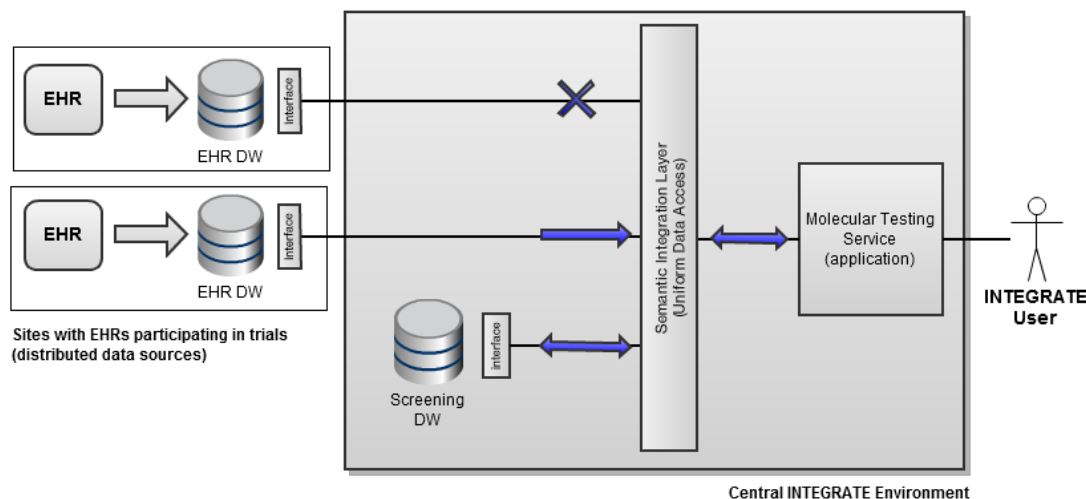 EHR
EHR DW
interface
EHR
EHR DW
interface
Sites with EHRs participating in trials
(distributed data sources)
Screening
DW
interface
Semantic Integration Layer
(Uniform Data Access)
Molecular Testing
Service
(application)
INTEGRATE
User
Central INTEGRATE Environment